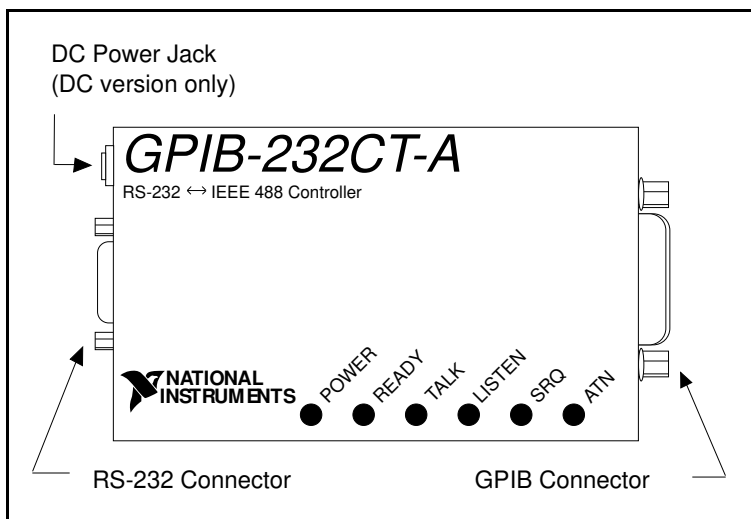 DC Power Jack
(DC version only)
GPIB-232CT-A
RS-232 ↔ IEEE 488 Controller
NATIONAL
INSTRUMENTS
POWER
READY
TALK
LISTEN
SRQ
ATN
RS-232 Connector
GPIB Connector